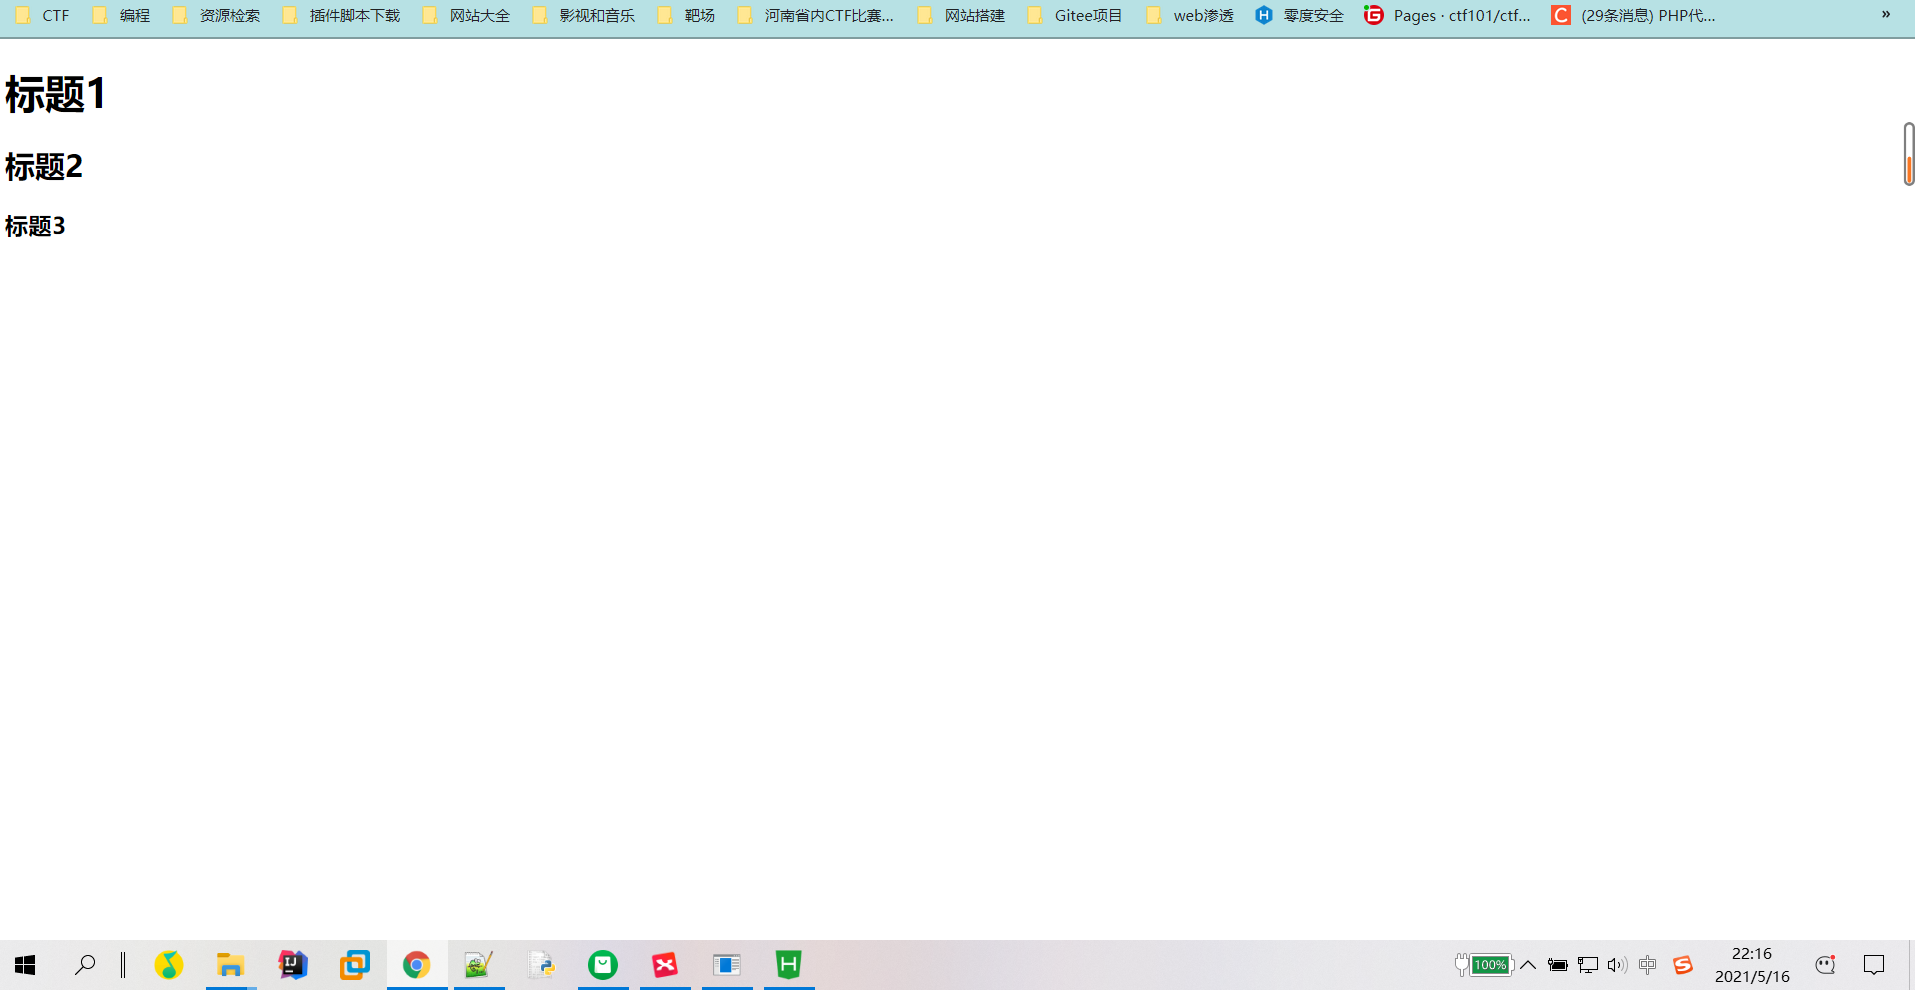 CTF 编程 资源检索 插件脚本下载 网站大全 影视和音乐 靶场 河南省内CTF比赛... 网站搭建 Gitee项目 web渗透 零度安全 Pages · ctf101/ctf... (29条消息) PHP代... »
标题1
标题2
标题3
100% 中 22:16
2021/5/16